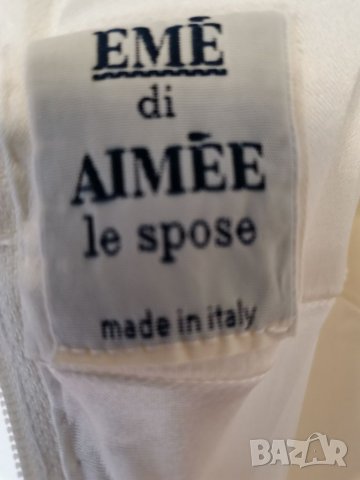 EMÉ
di
AIMÉE
le spose
made in italy
BAZAR